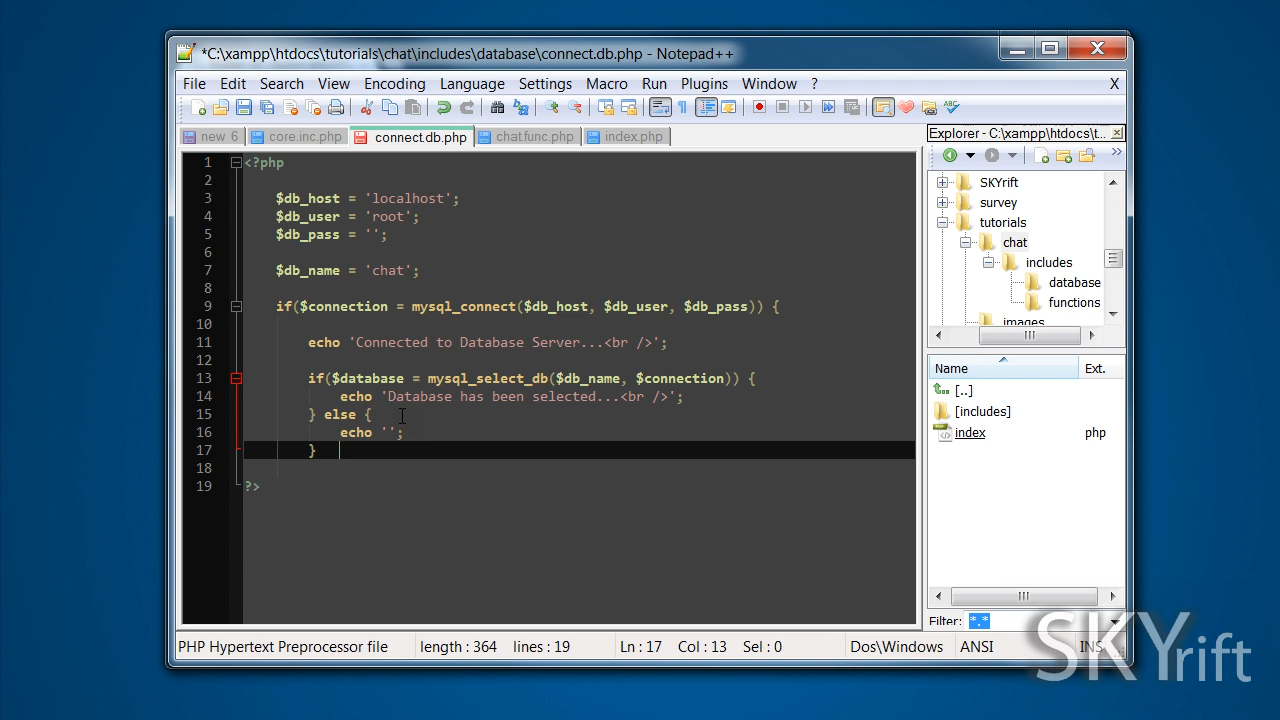 *C:\xampp\htdocs\tutorials\chat\includes\database\connect.db.php - Notepad++
File Edit Search View Encoding Language Settings Macro Run Plugins Window ? X
new 6 core.inc.php connect.db.php chat.func.php index.php
1 <?php
2
3 $db_host = 'localhost';
4 $db_user = 'root';
5 $db_pass = '';
6
7 $db_name = 'chat';
8
9 if($connection = mysql_connect($db_host, $db_user, $db_pass)) {
10
11 echo 'Connected to Database Server...<br />';
12
13 if($database = mysql_select_db($db_name, $connection)) {
14 echo 'Database has been selected...<br />';
15 } else {
16 echo '';
17 }
18
19 ?>
Explorer - C:\xampp\htdocs\t...
SKYrift
survey
tutorials
chat
includes
database
functions
images
Name Ext.
[..]
[includes]
index php
Filter: *.*
PHP Hypertext Preprocessor file length : 364 lines : 19 Ln : 17 Col : 13 Sel : 0 Dos\Windows ANSI INS
SKYrift